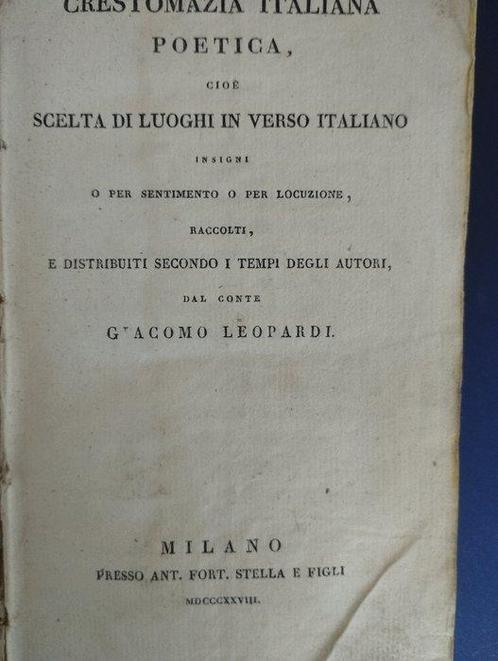 CRESTOMAZIA ITALIANA
POETICA,
CIOÈ
SCELTA DI LUOGHI IN VERSO ITALIANO
INSIGNI
O PER SENTIMENTO O PER LOCUZIONE,
RACCOLTI,
E DISTRIBUITI SECONDO I TEMPI DEGLI AUTORI,
DAL CONTE
GIACOMO LEOPARDI.
MILANO
PRESSO ANT. FORT. STELLA E FIGLI
MDCCCXXVIII.